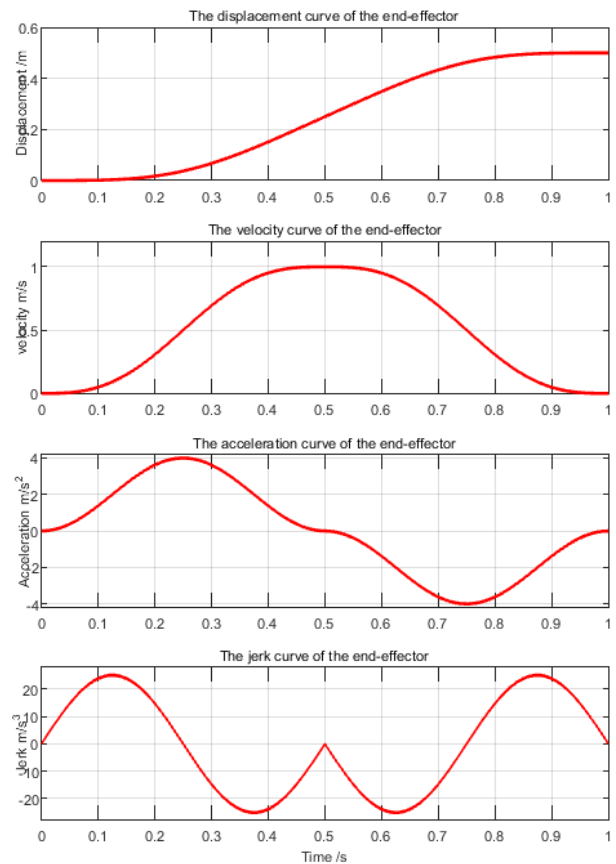 The displacement curve of the end-effector
Displacement /m
0.6
0.4
0.2
0
0 0.1 0.2 0.3 0.4 0.5 0.6 0.7 0.8 0.9 1
The velocity curve of the end-effector
velocity m/s
1
0.5
0
0 0.1 0.2 0.3 0.4 0.5 0.6 0.7 0.8 0.9 1
The acceleration curve of the end-effector
Acceleration m/s²
4
2
0
-2
-4
0 0.1 0.2 0.3 0.4 0.5 0.6 0.7 0.8 0.9 1
The jerk curve of the end-effector
Jerk m/s³
20
10
0
-10
-20
0 0.1 0.2 0.3 0.4 0.5 0.6 0.7 0.8 0.9 1
Time /s